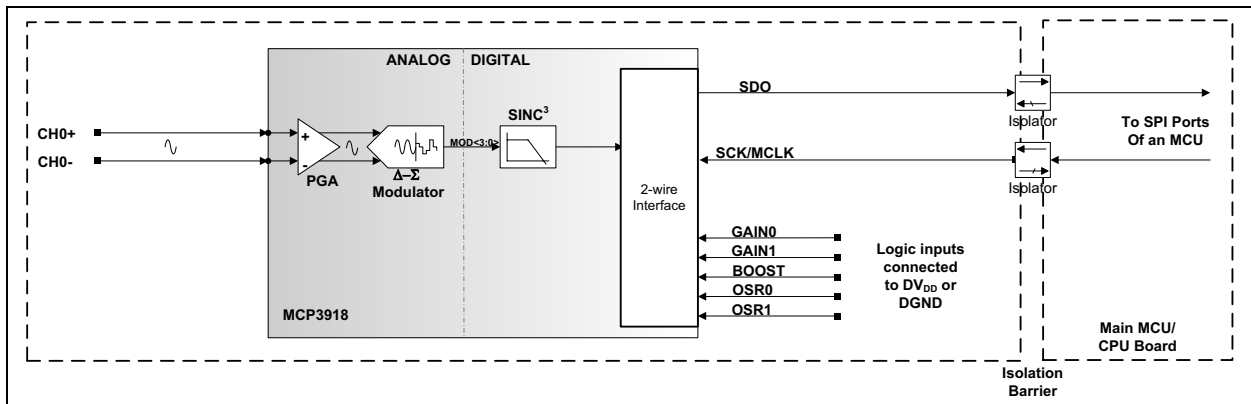 ANALOG
DIGITAL
SDO
SINC³
Isolator
CH0+
MOD<3:0>
To SPI Ports
Of an MCU
CH0-
SCK/MCLK
PGA
Δ–Σ
Modulator
2-wire
Interface
Isolator
GAIN0
GAIN1
BOOST
OSR0
OSR1
Logic inputs
connected
to DVDD or
DGND
MCP3918
Main MCU/
CPU Board
Isolation
Barrier